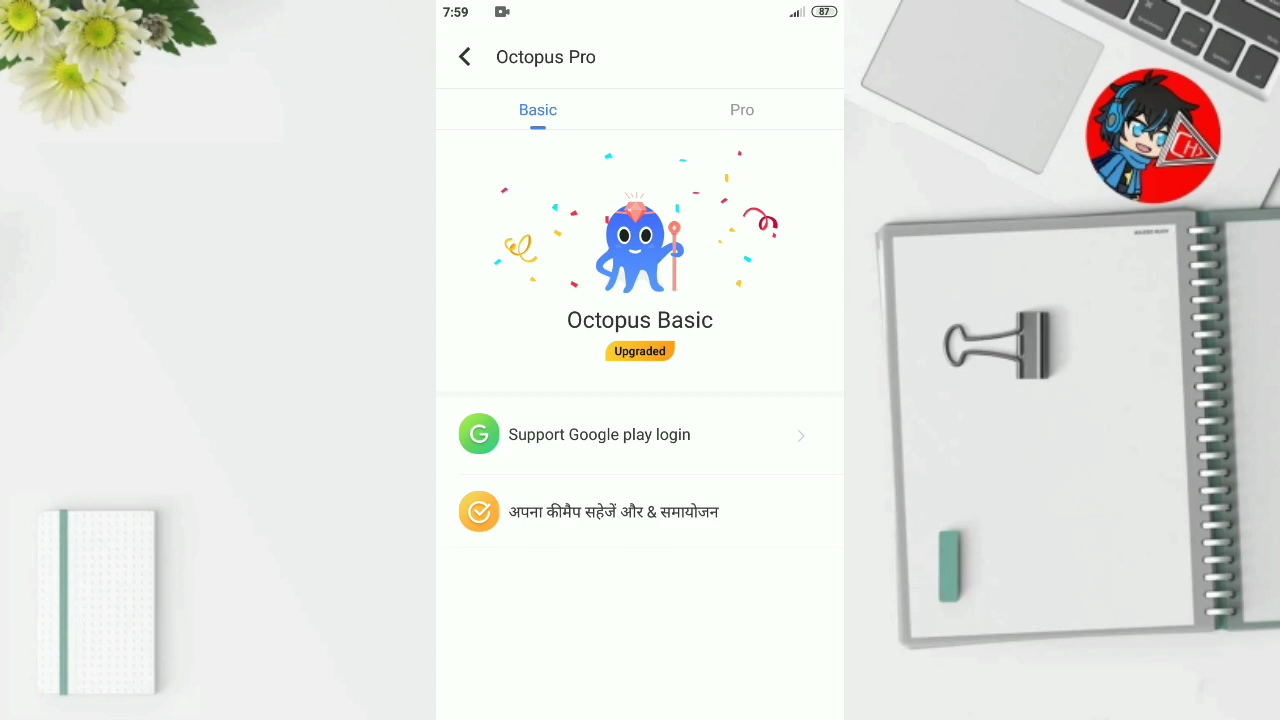 7:59
87
Octopus Pro
Basic
Pro
Octopus Basic
Upgraded
Support Google play login
अपना कीमैप सहेजें और & समायोजन